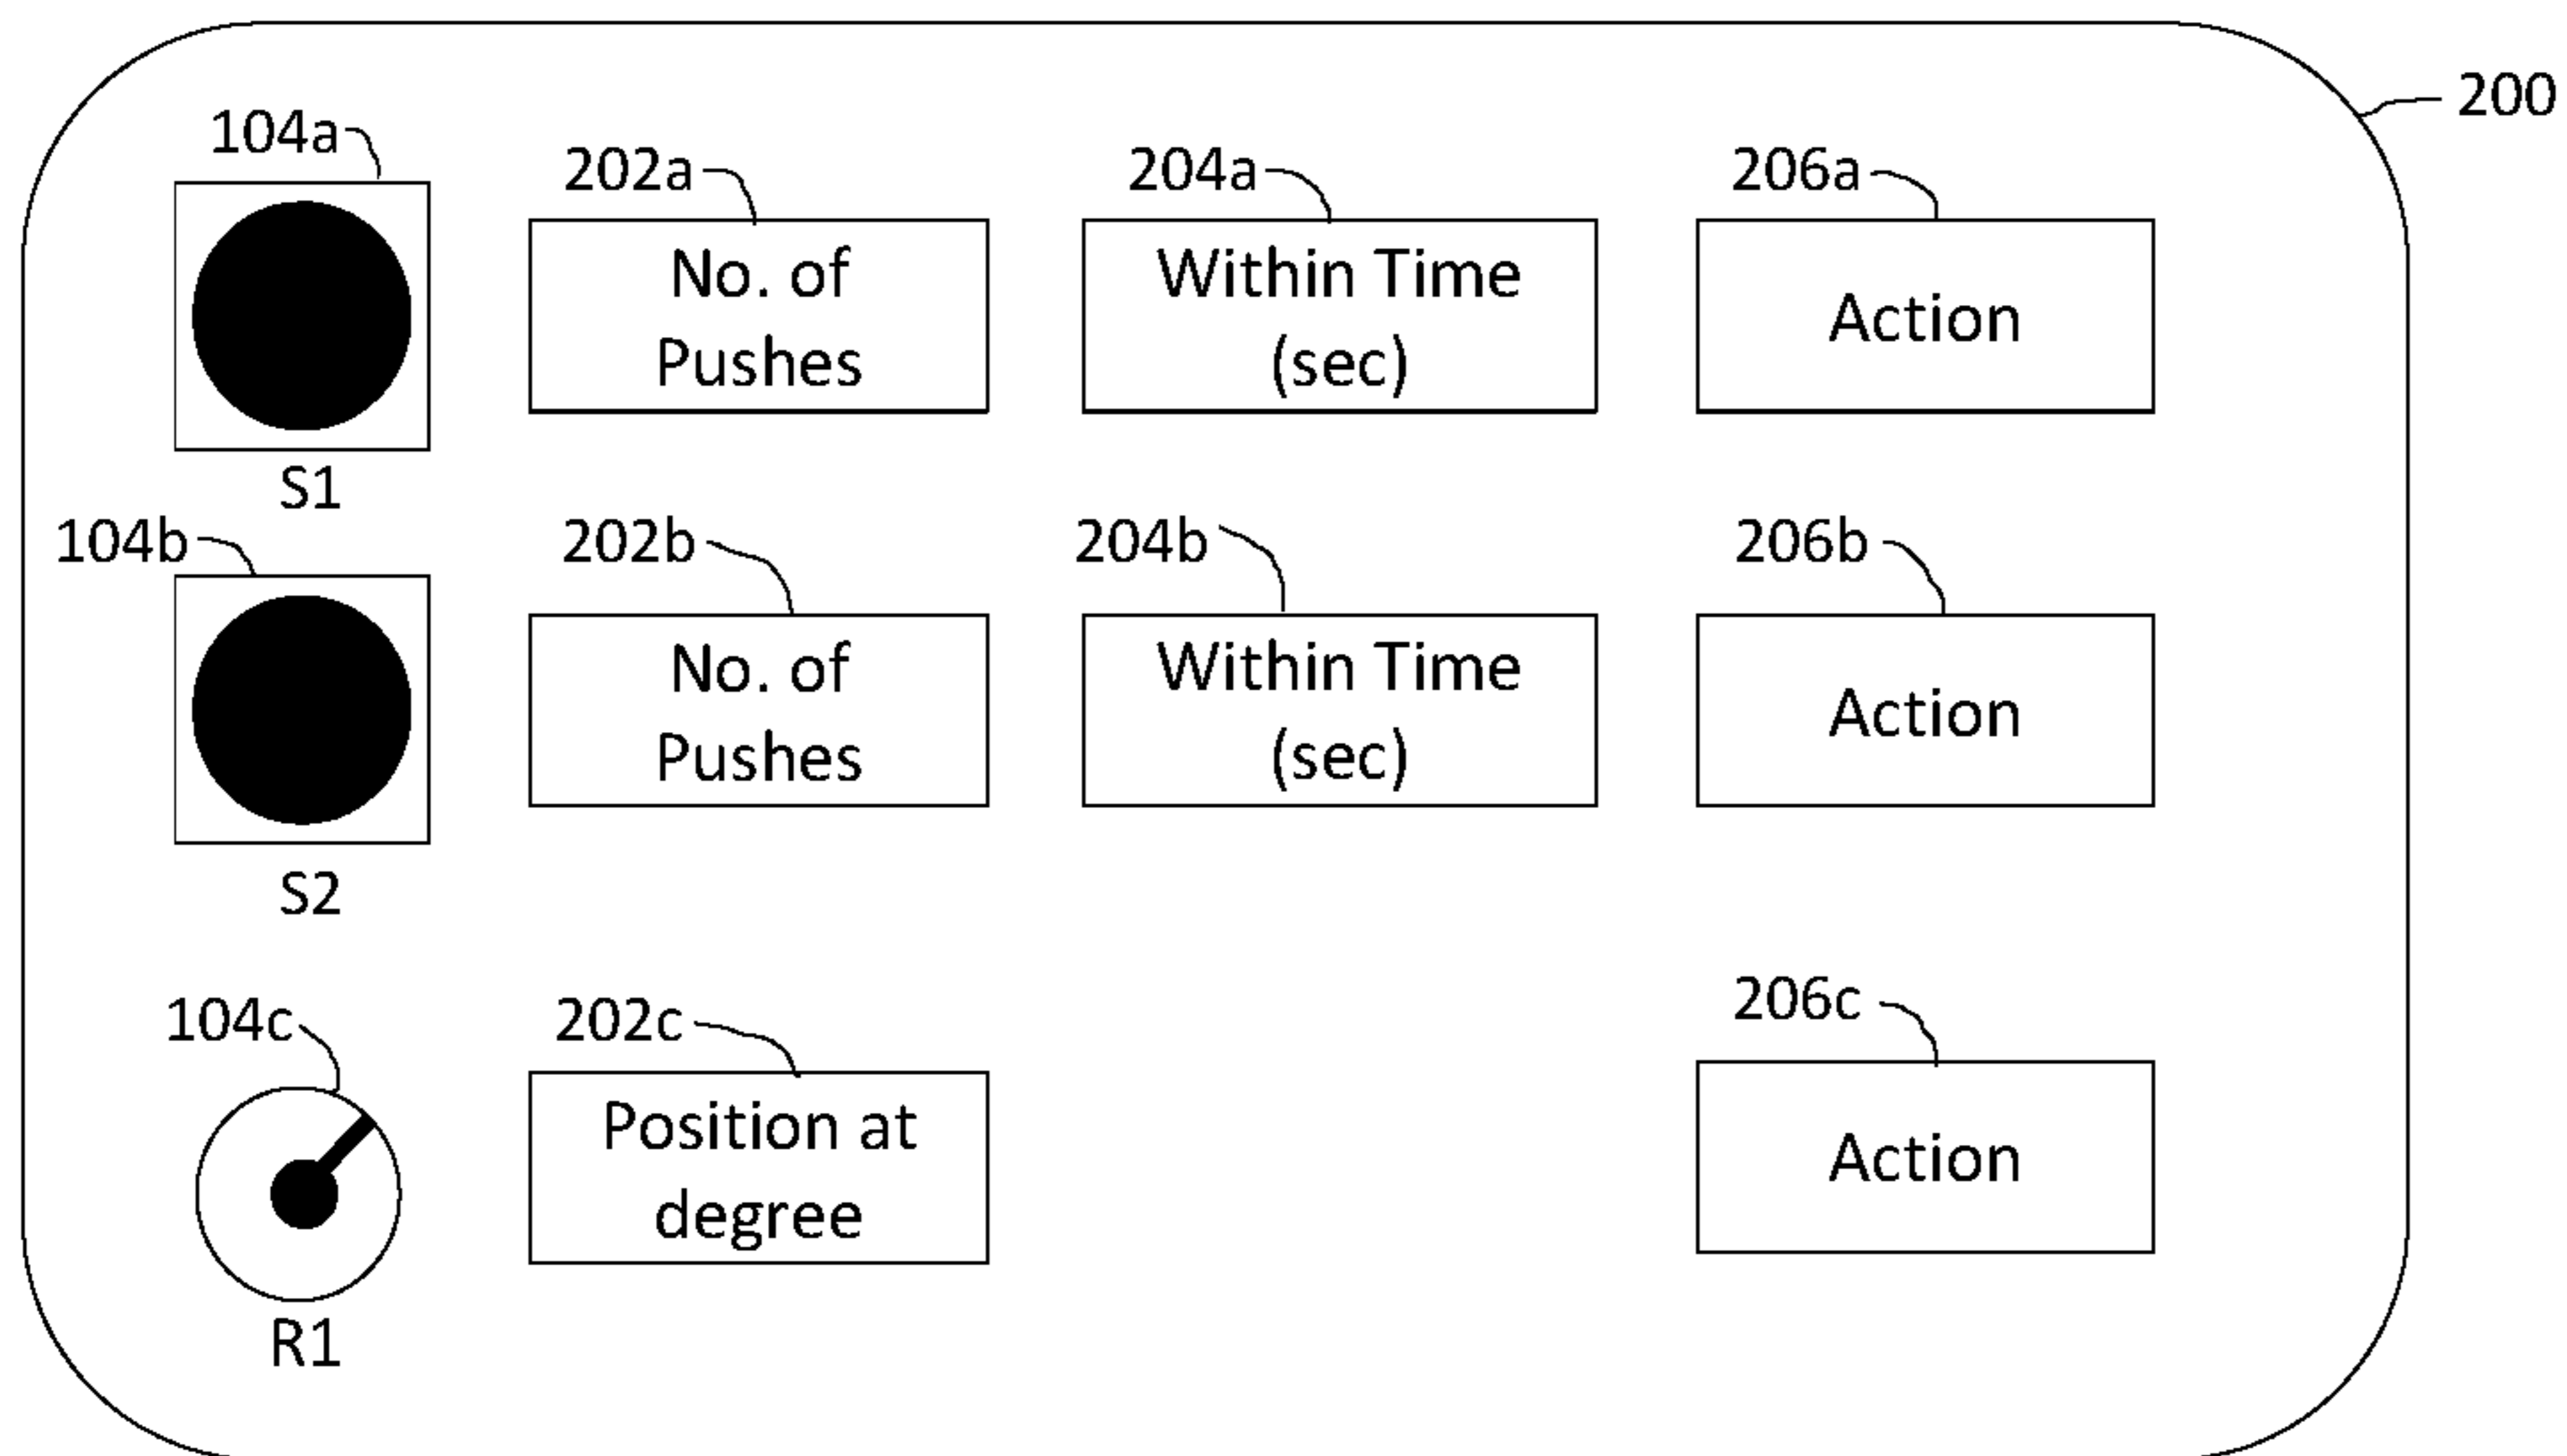 200
104a
202a
204a
206a
No. of
Pushes
Within Time
(sec)
Action
S1
104b
202b
204b
206b
No. of
Pushes
Within Time
(sec)
Action
S2
104c
202c
206c
Position at
degree
Action
R1